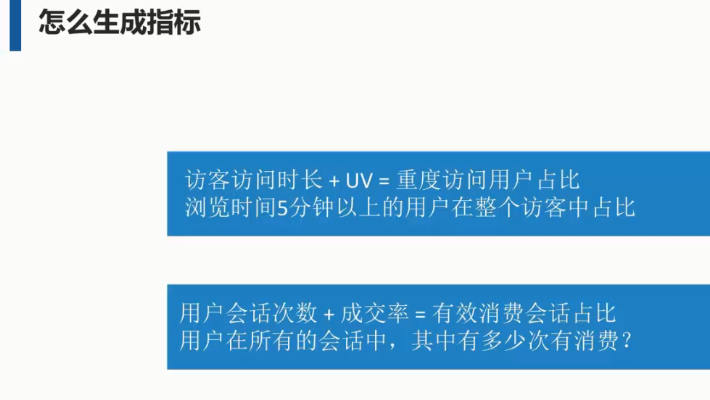 怎么生成指标
访客访问时长 + UV = 重度访问用户占比
浏览时间5分钟以上的用户在整个访客中占比
用户会话次数 + 成交率 = 有效消费会话占比
用户在所有的会话中，其中有多少次有消费？